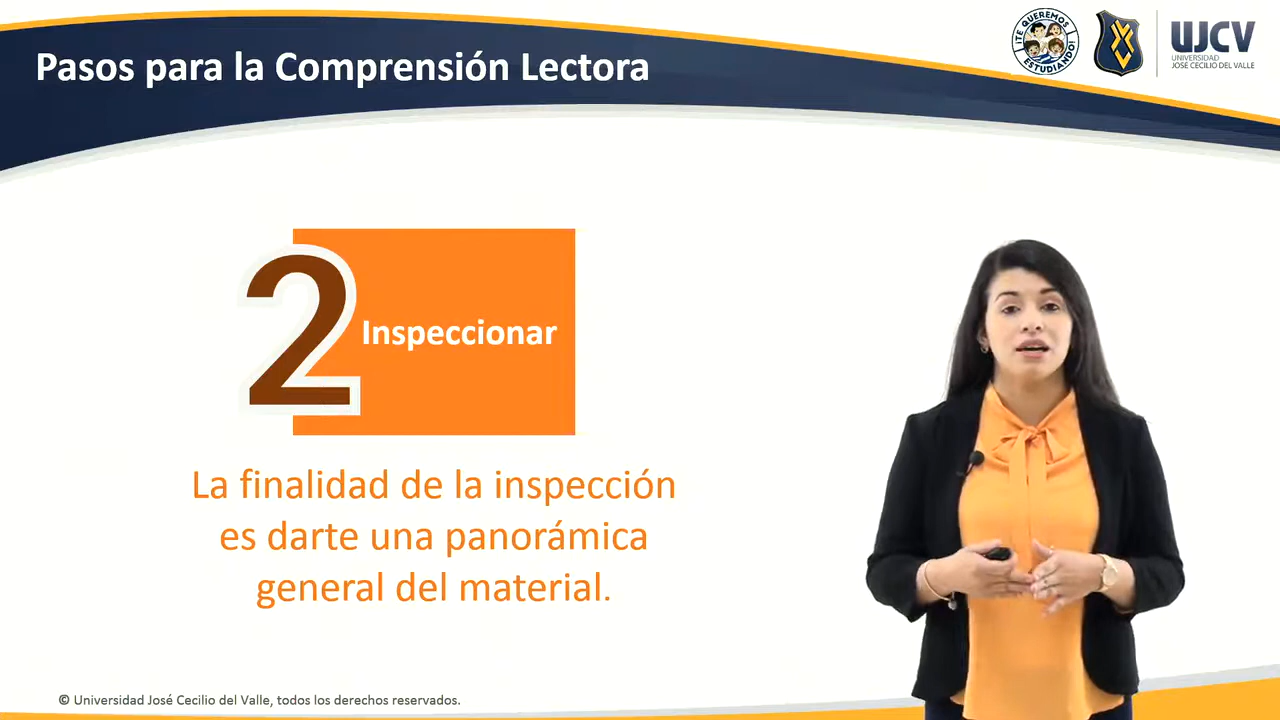 Pasos para la Comprensión Lectora
¡TE QUEREMOS
ESTUDIANDO!
UJCV
UNIVERSIDAD
JOSÉ CECILIO DEL VALLE
2
Inspeccionar
La finalidad de la inspección
es darte una panorámica
general del material.
© Universidad José Cecilio del Valle, todos los derechos reservados.